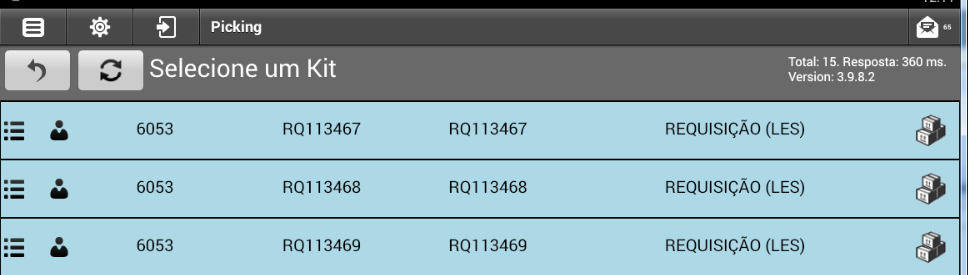 Picking
65
Selecione um Kit
Total: 15. Resposta: 360 ms.
Version: 3.9.8.2
6053 RQ113467 RQ113467 REQUISIÇÃO (LES)
6053 RQ113468 RQ113468 REQUISIÇÃO (LES)
6053 RQ113469 RQ113469 REQUISIÇÃO (LES)